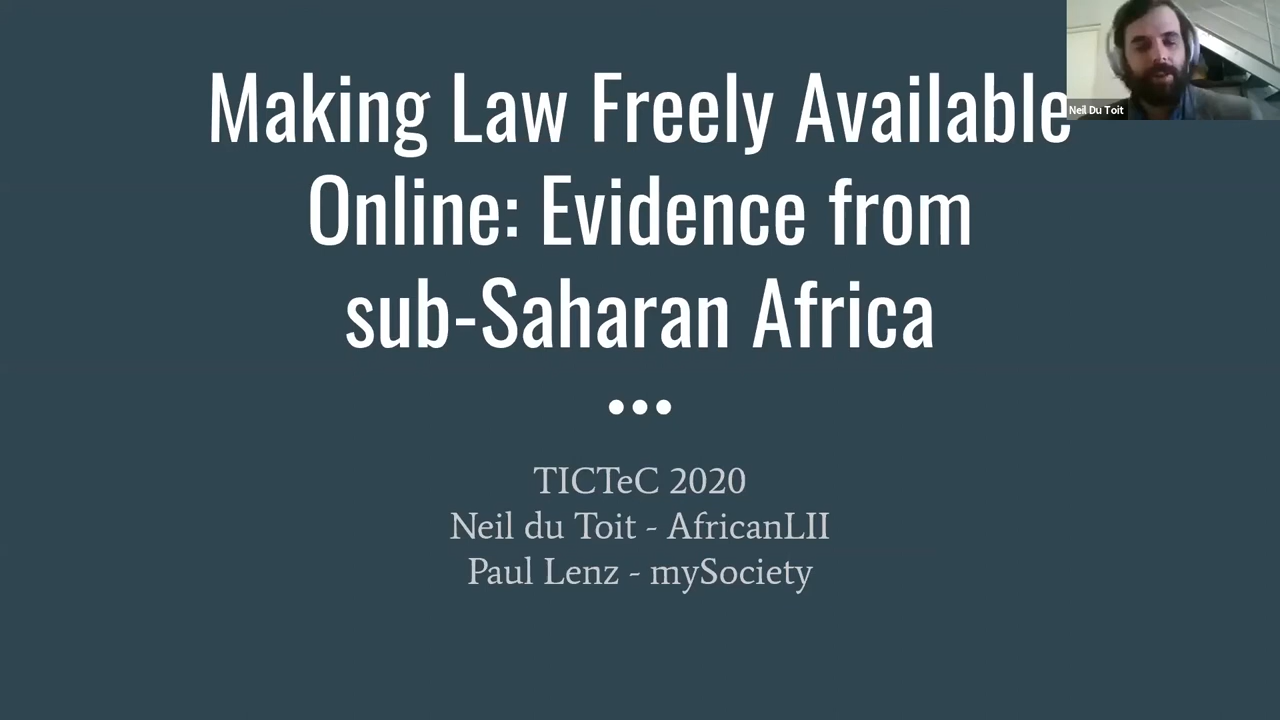 Making Law Freely Available
Online: Evidence from
sub-Saharan Africa
TICTeC 2020
Neil du Toit - AfricanLII
Paul Lenz - mySociety
Neil Du Toit